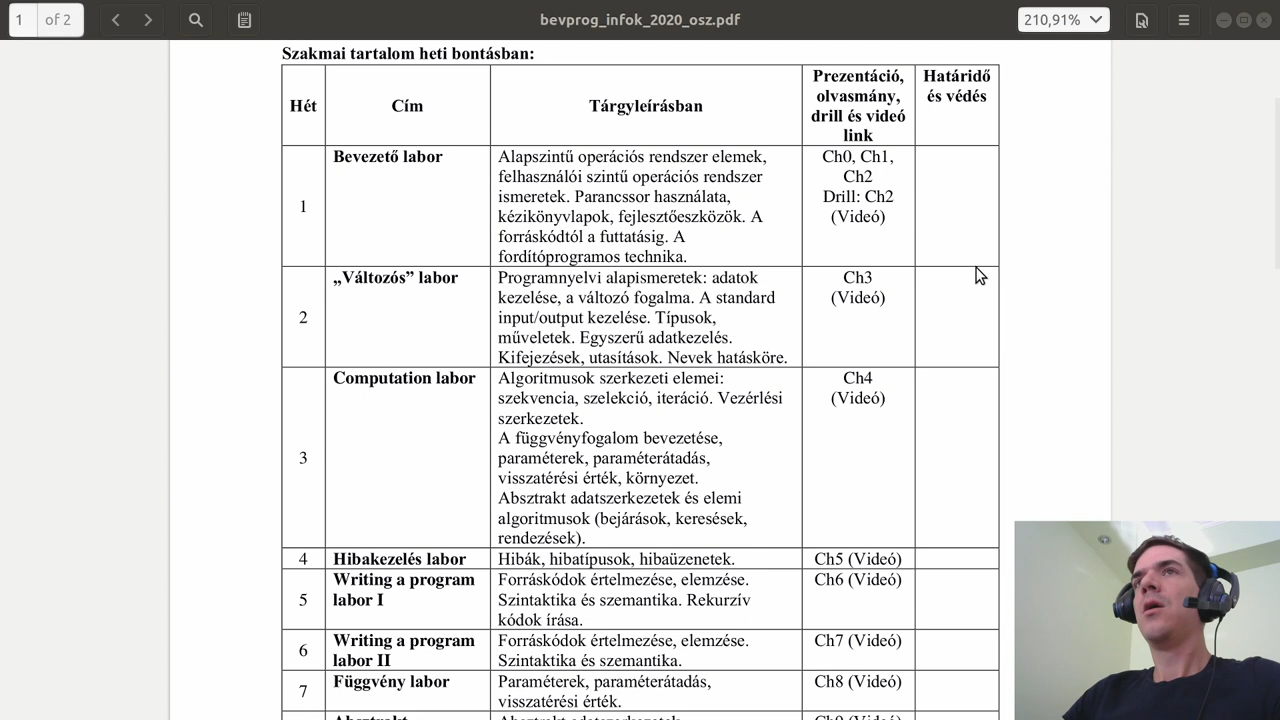 1 of 2
bevprog_infok_2020_osz.pdf
210,91%
Szakmai tartalom heti bontásban:
Hét
Cím
Tárgyleírásban
Prezentáció,
olvasmány,
drill és videó
link
Határidő
és védés
1
Bevezető labor
Alapszintű operációs rendszer elemek,
felhasználói szintű operációs rendszer
ismeretek. Parancssor használata,
kézikönyvlapok, fejlesztőeszközök. A
forráskódtól a futtatásig. A
fordítóprogramos technika.
Ch0, Ch1,
Ch2
Drill: Ch2
(Videó)
2
„Változós” labor
Programnyelvi alapismeretek: adatok
kezelése, a változó fogalma. A standard
input/output kezelése. Típusok,
műveletek. Egyszerű adatkezelés.
Kifejezések, utasítások. Nevek hatásköre.
Ch3
(Videó)
3
Computation labor
Algoritmusok szerkezeti elemei:
szekvencia, szelekció, iteráció. Vezérlési
szerkezetek.
A függvényfogalom bevezetése,
paraméterek, paraméterátadás,
visszatérési érték, környezet.
Absztrakt adatszerkezetek és elemi
algoritmusok (bejárások, keresések,
rendezések).
Ch4
(Videó)
4
Hibakezelés labor
Hibák, hibatípusok, hibaüzenetek.
Ch5 (Videó)
5
Writing a program
labor I
Forráskódok értelmezése, elemzése.
Szintaktika és szemantika. Rekurzív
kódok írása.
Ch6 (Videó)
6
Writing a program
labor II
Forráskódok értelmezése, elemzése.
Szintaktika és szemantika.
Ch7 (Videó)
7
Függvény labor
Paraméterek, paraméterátadás,
visszatérési érték.
Ch8 (Videó)